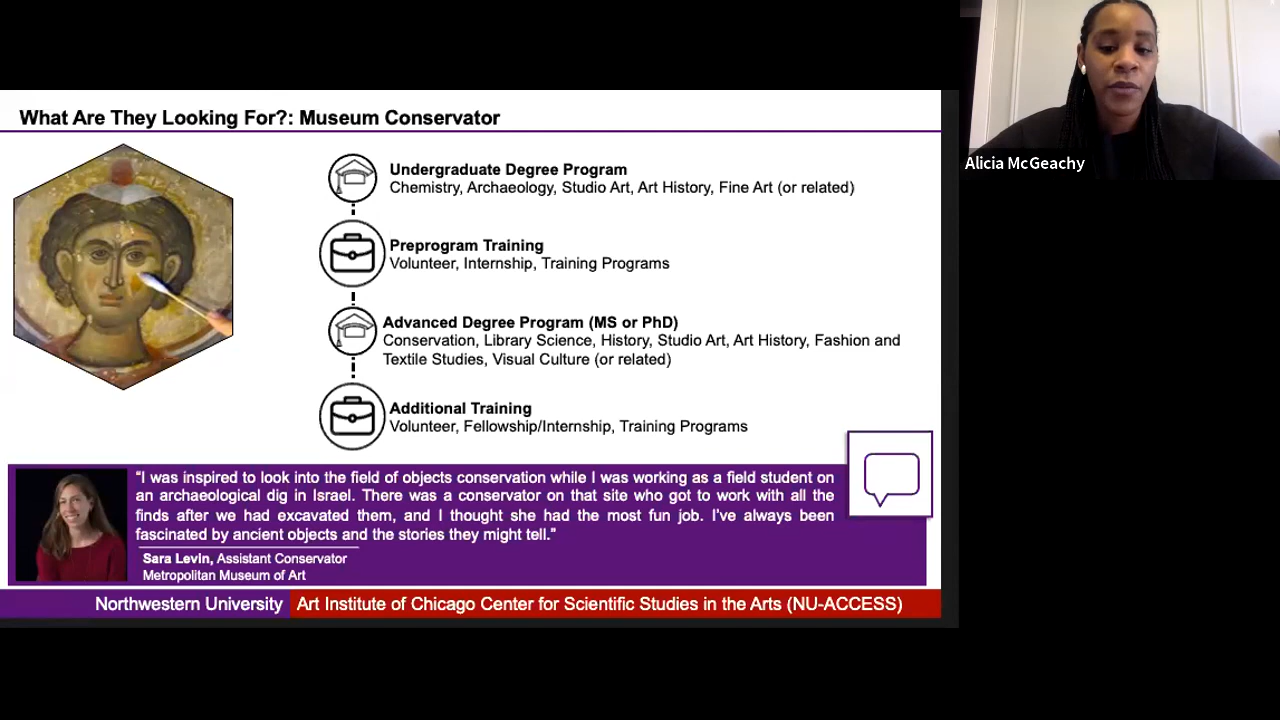 What Are They Looking For?: Museum Conservator
Undergraduate Degree Program
Chemistry, Archaeology, Studio Art, Art History, Fine Art (or related)
Preprogram Training
Volunteer, Internship, Training Programs
Advanced Degree Program (MS or PhD)
Conservation, Library Science, History, Studio Art, Art History, Fashion and
Textile Studies, Visual Culture (or related)
Additional Training
Volunteer, Fellowship/Internship, Training Programs
“I was inspired to look into the field of objects conservation while I was working as a field student on
an archaeological dig in Israel. There was a conservator on that site who got to work with all the
finds after we had excavated them, and I thought she had the most fun job. I’ve always been
fascinated by ancient objects and the stories they might tell.”
Sara Levin, Assistant Conservator
Metropolitan Museum of Art
Northwestern University Art Institute of Chicago Center for Scientific Studies in the Arts (NU-ACCESS)
Alicia McGeachy